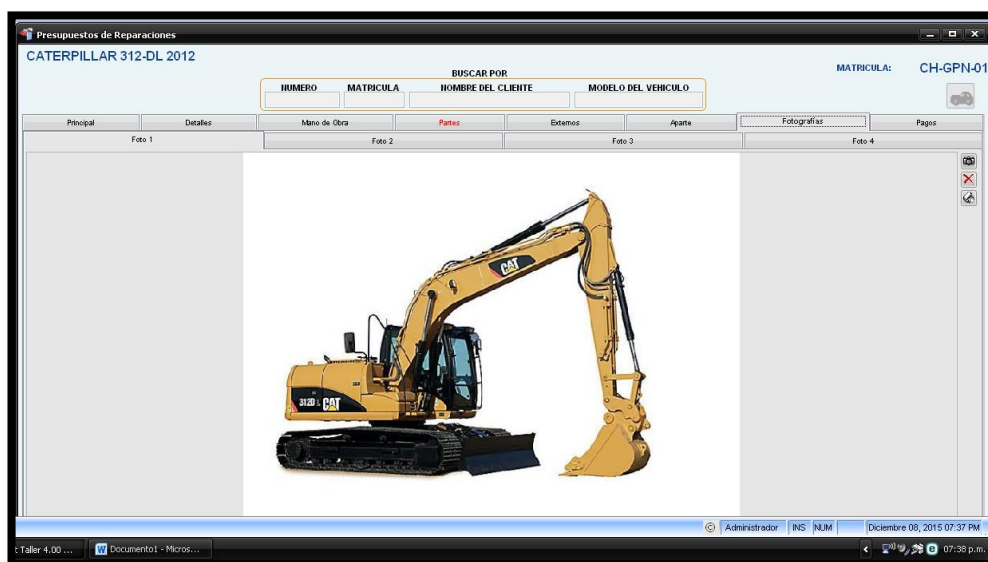 Presupuestos de Reparaciones
CATERPILLAR 312-DL 2012
MATRICULA: CH-GPN-01
BUSCAR POR
NUMERO MATRICULA NOMBRE DEL CLIENTE MODELO DEL VEHICULO
Principal Detalles Mano de Obra Partes Externos Aparte Fotografías Pagos
Foto 1 Foto 2 Foto 3 Foto 4
CAT
312D L CAT
© Administrador INS NUM Diciembre 08, 2015 07:37 PM
Taller 4.00 ... Documento1 - Micros... 07:38 p.m.